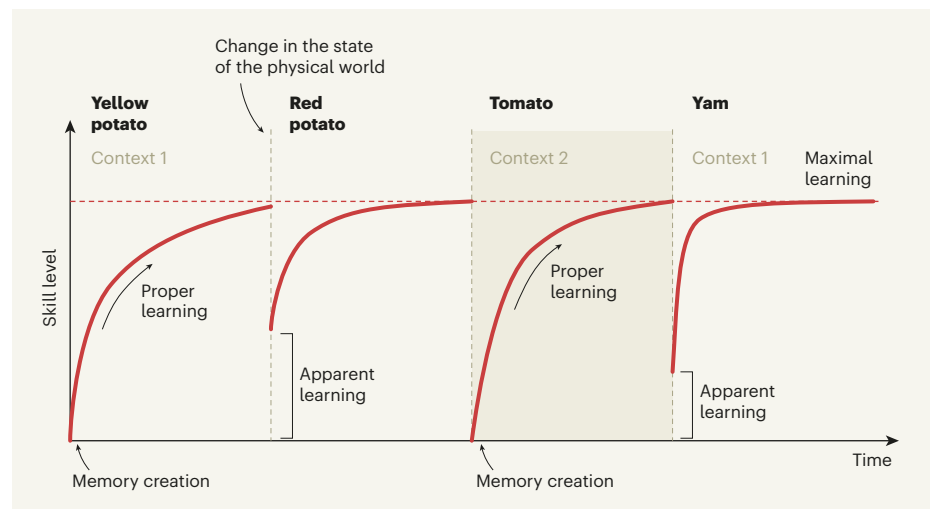 Change in the state
of the physical world
Yellow
potato
Red
potato
Tomato
Yam
Context 1
Context 2
Context 1
Maximal
learning
Skill level
Proper
learning
Proper
learning
Apparent
learning
Apparent
learning
Time
Memory creation
Memory creation